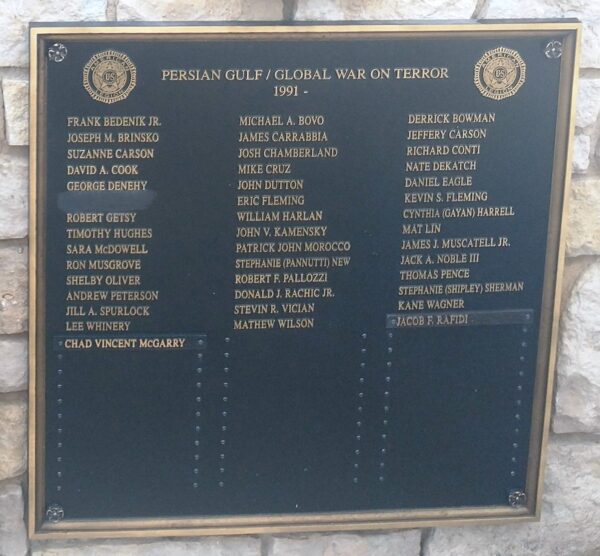 PERSIAN GULF / GLOBAL WAR ON TERROR
1991 -
FRANK BEDENIK JR.
JOSEPH M. BRINSKO
SUZANNE CARSON
DAVID A. COOK
GEORGE DENEHY
ROBERT GETSY
TIMOTHY HUGHES
SARA McDOWELL
RON MUSGROVE
SHELBY OLIVER
ANDREW PETERSON
JILL A. SPURLOCK
LEE WHINERY
CHAD VINCENT McGARRY
MICHAEL A. BOVO
JAMES CARRABBIA
JOSH CHAMBERLAND
MIKE CRUZ
JOHN DUTTON
ERIC FLEMING
WILLIAM HARLAN
JOHN V. KAMENSKY
PATRICK JOHN MOROCCO
STEPHANIE (PANNUTTI) NEW
ROBERT F. PALLOZZI
DONALD J. RACHIC JR.
STEVIN R. VICIAN
MATHEW WILSON
DERRICK BOWMAN
JEFFERY CARSON
RICHARD CONTI
NATE DEKATCH
DANIEL EAGLE
KEVIN S. FLEMING
CYNTHIA (GAYAN) HARRELL
MAT LIN
JAMES J. MUSCATELL JR.
JACK A. NOBLE III
THOMAS PENCE
STEPHANIE (SHIPLEY) SHERMAN
KANE WAGNER
JACOB F. RAFIDI